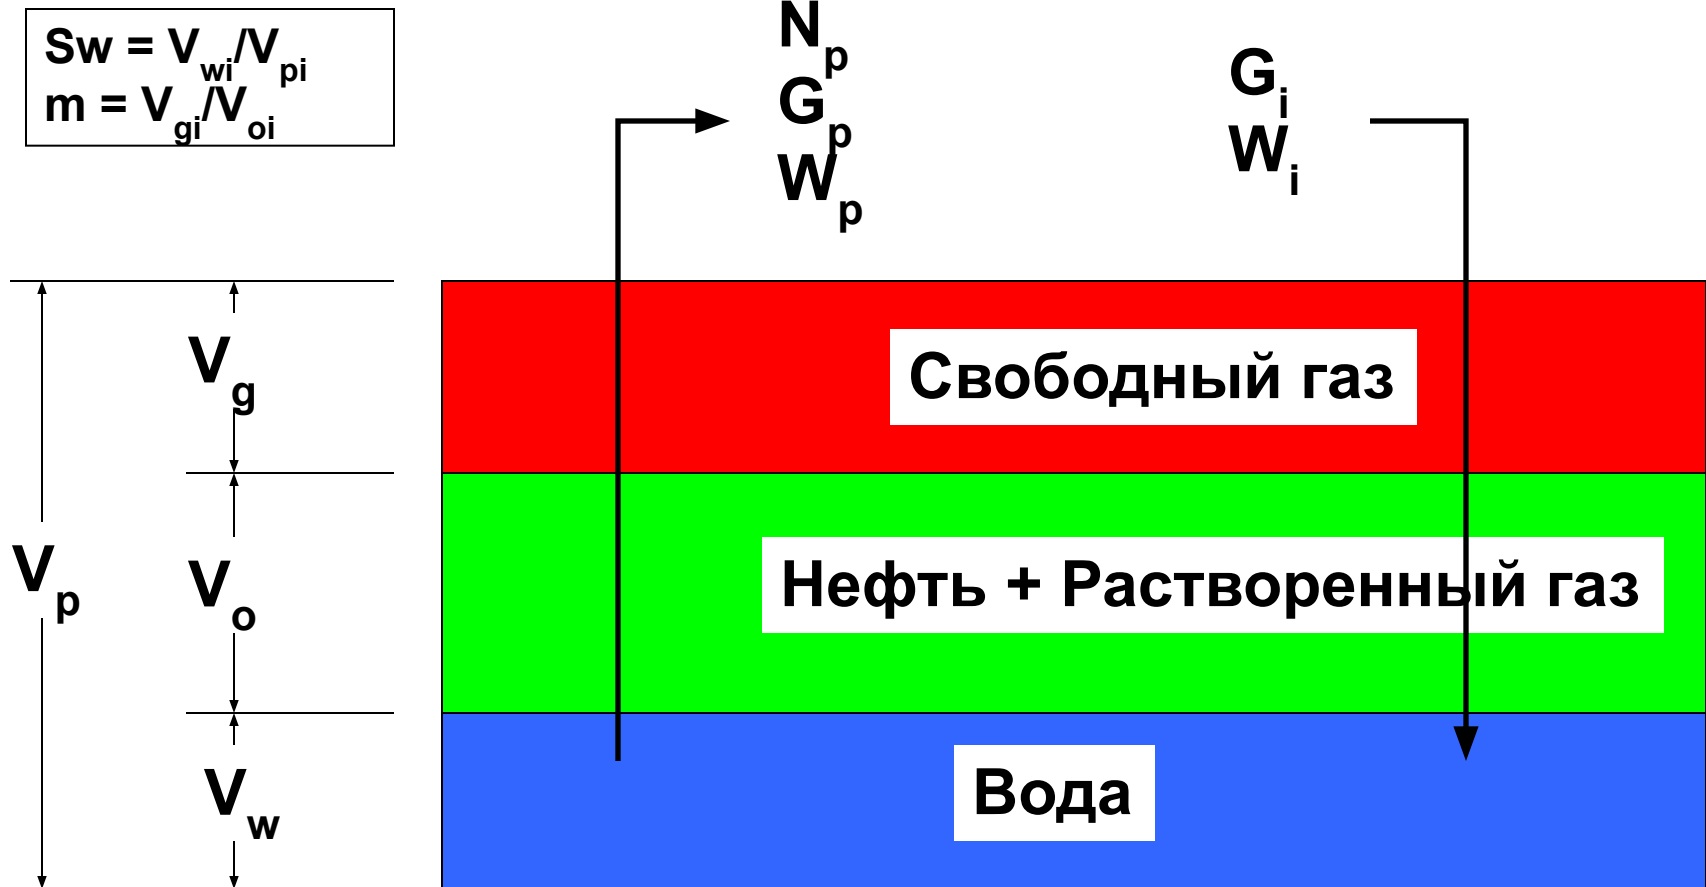 Sw = Vwi/Vpi
m = Vgi/Voi
Np
Gp
Wp
Gi
Wi
Vg
Свободный газ
Vp
Vo
Нефть + Растворенный газ
Vw
Вода